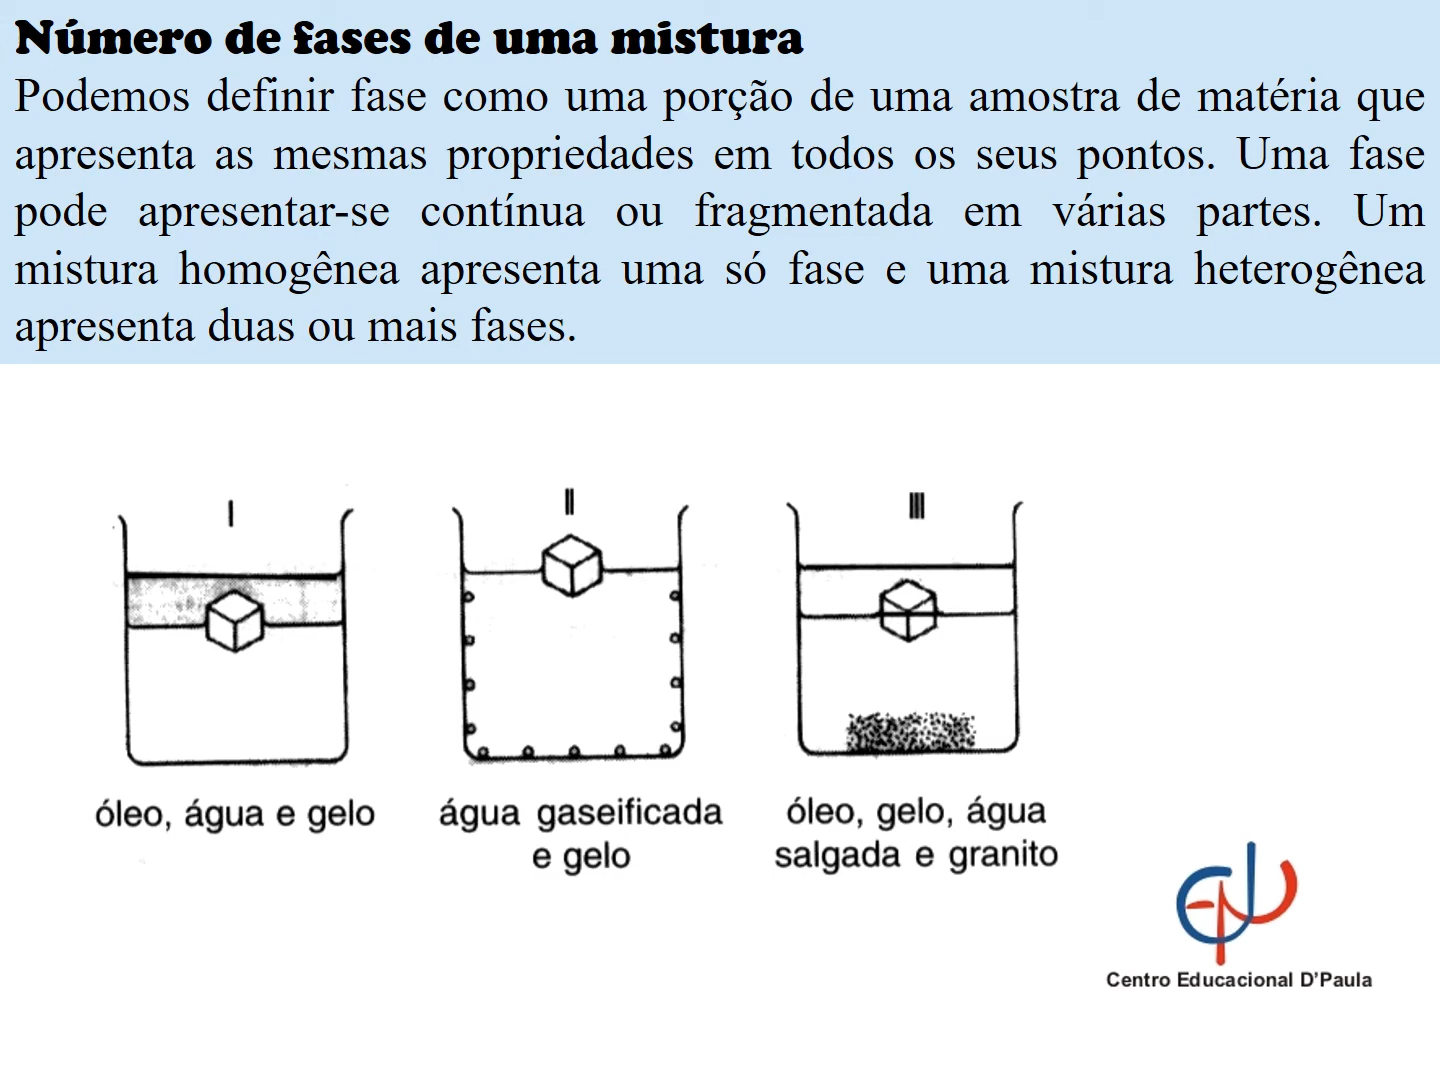 Número de fases de uma mistura
Podemos definir fase como uma porção de uma amostra de matéria que
apresenta as mesmas propriedades em todos os seus pontos. Uma fase
pode apresentar-se contínua ou fragmentada em várias partes. Um
mistura homogênea apresenta uma só fase e uma mistura heterogênea
apresenta duas ou mais fases.
I
II
III
óleo, água e gelo
água gaseificada
e gelo
óleo, gelo, água
salgada e granito
Centro Educacional D'Paula